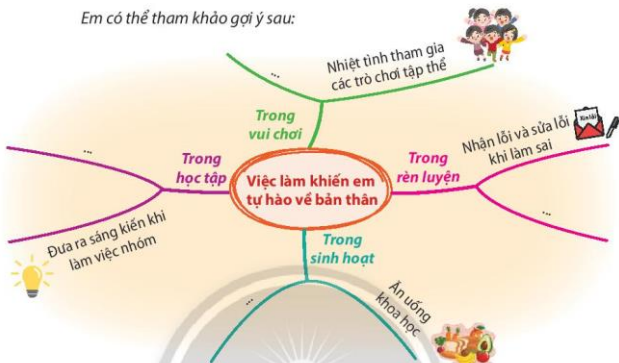 Em có thể tham khảo gợi ý sau:
...
Nhiệt tình tham gia
các trò chơi tập thể
Trong
vui chơi
...
Trong
học tập
Đưa ra sáng kiến khi
làm việc nhóm
Việc làm khiến em
tự hào về bản thân
Trong
rèn luyện
Nhận lỗi và sửa lỗi
khi làm sai
Xin lỗi
...
Trong
sinh hoạt
...
Ăn uống
khoa học